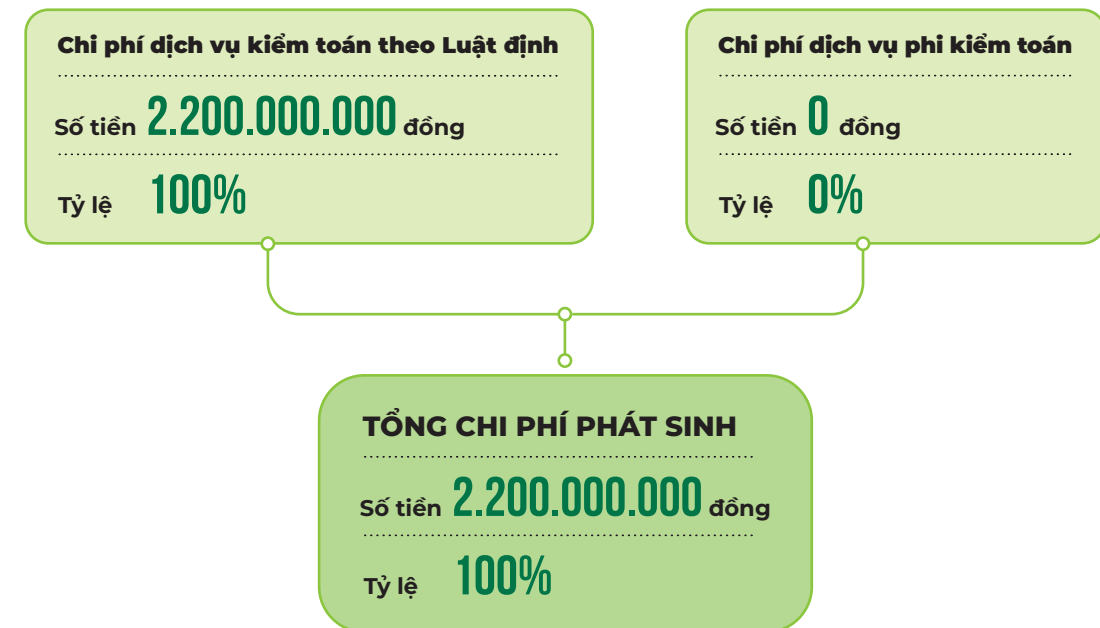 Chi phí dịch vụ kiểm toán theo Luật định
Số tiền 2.200.000.000 đồng
Tỷ lệ 100%
Chi phí dịch vụ phi kiểm toán
Số tiền 0 đồng
Tỷ lệ 0%
TỔNG CHI PHÍ PHÁT SINH
Số tiền 2.200.000.000 đồng
Tỷ lệ 100%